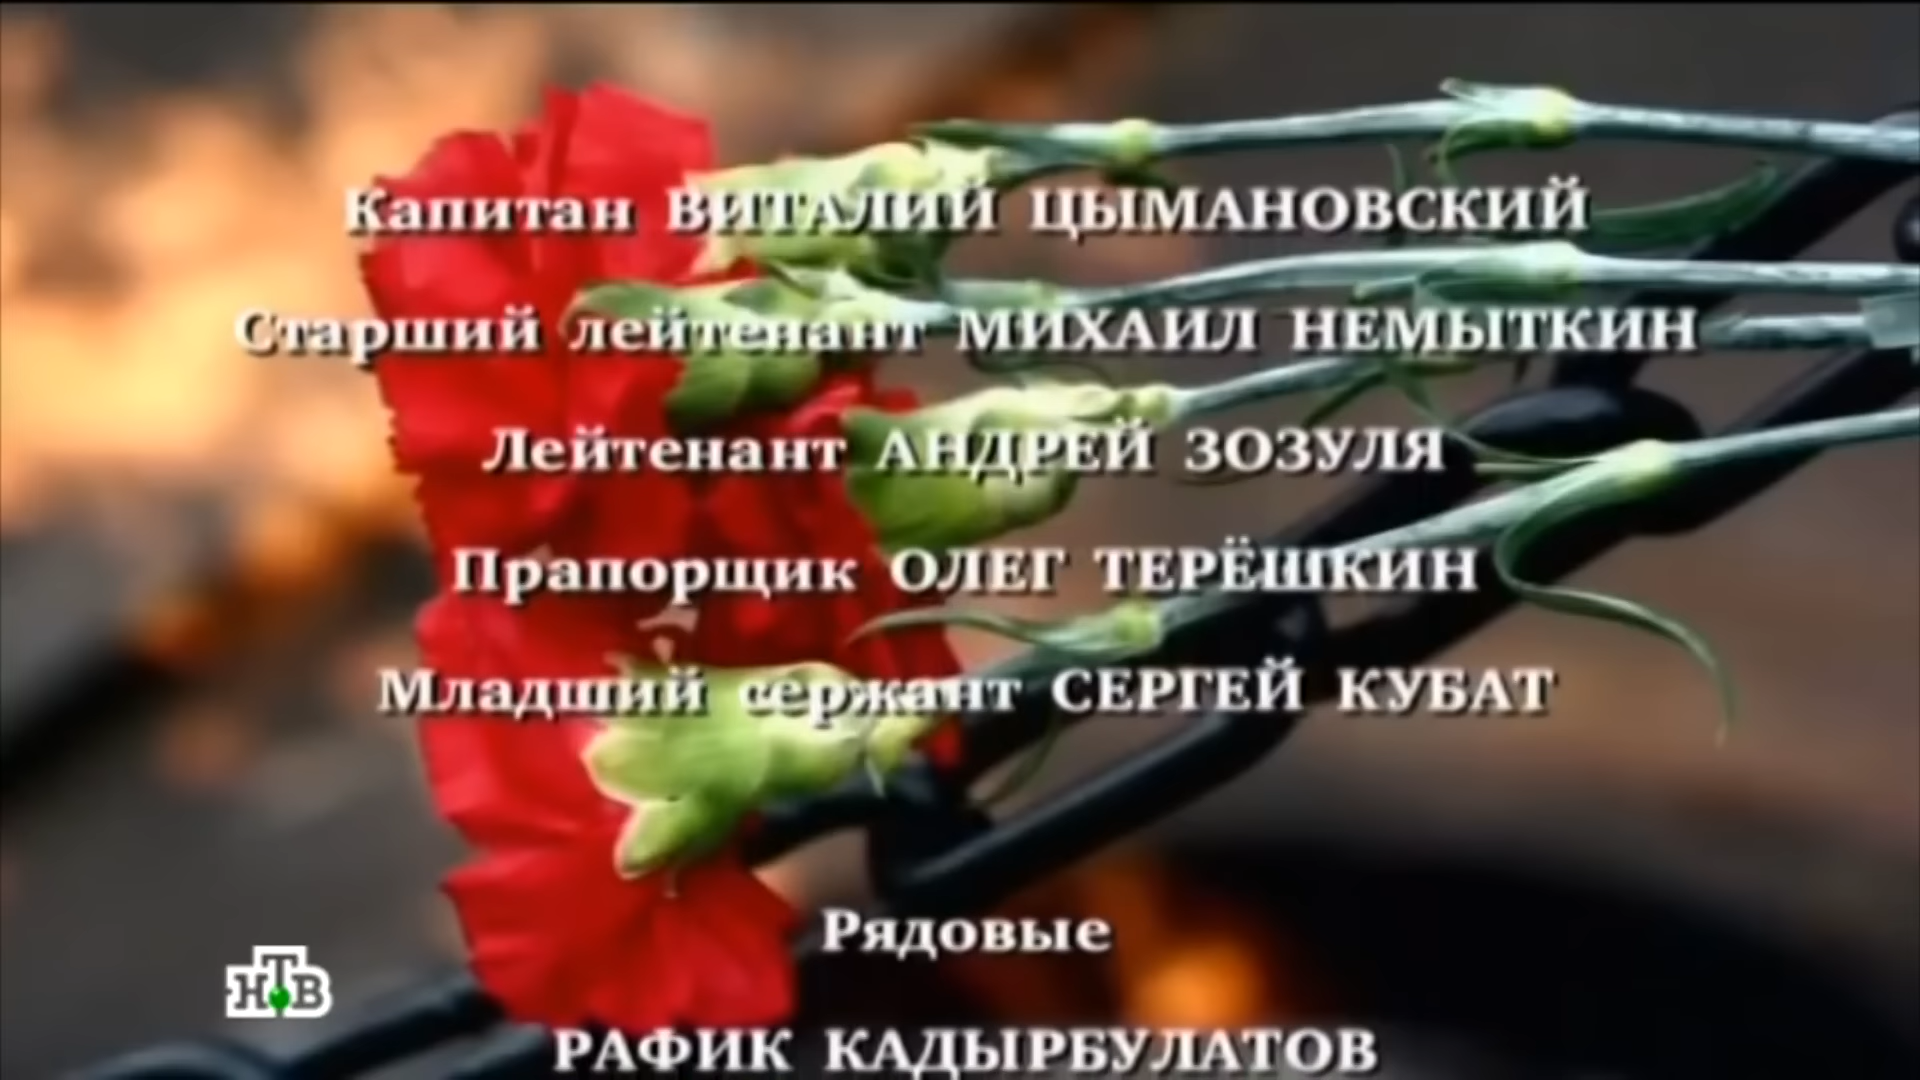 Капитан ВИТАЛИЙ ЦЫМАНОВСКИЙ
Старший лейтенант МИХАИЛ НЕМЫТКИН
Лейтенант АНДРЕЙ ЗОЗУЛЯ
Прапорщик ОЛЕГ ТЕРЁШКИН
Младший сержант СЕРГЕЙ КУБАТ
Рядовые
НТВ
РАФИК КАДЫРБУЛАТОВ